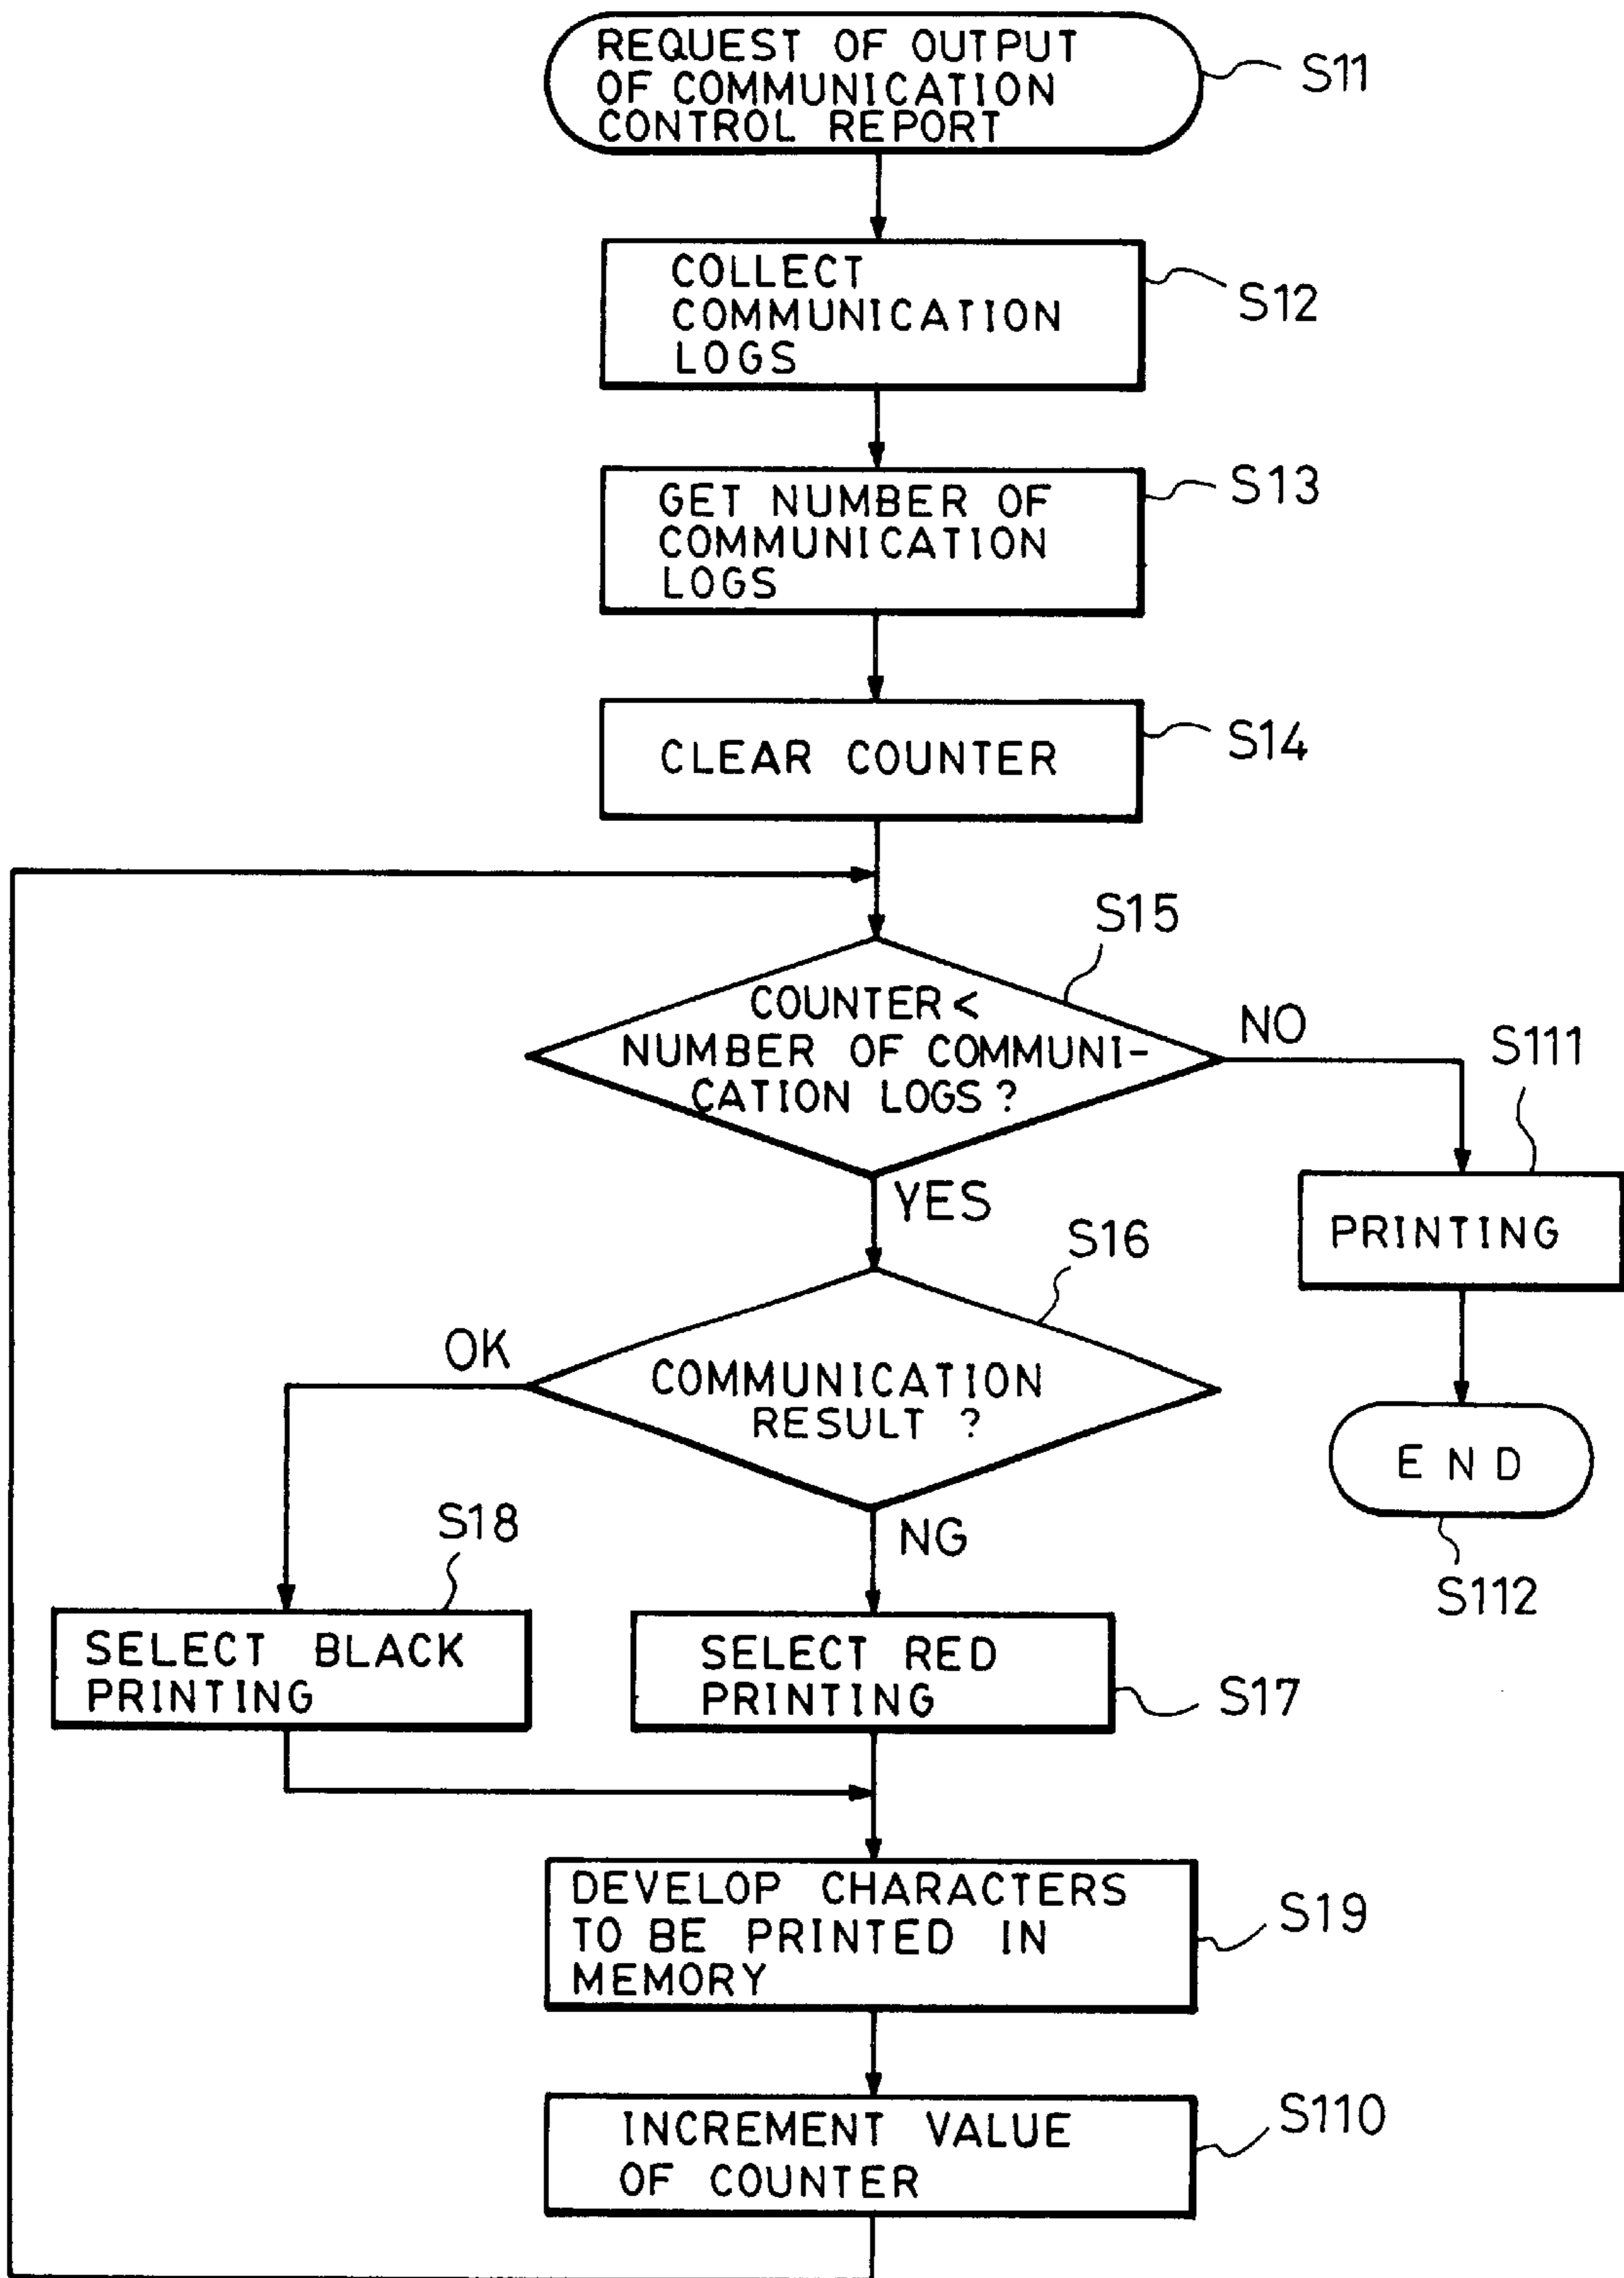 REQUEST OF OUTPUT
OF COMMUNICATION
CONTROL REPORT
S11
COLLECT
COMMUNICATION
LOGS
S12
GET NUMBER OF
COMMUNICATION
LOGS
S13
CLEAR COUNTER
S14
S15
COUNTER <
NUMBER OF COMMUNI-
CATION LOGS ?
NO
YES
S111
PRINTING
END
S112
S16
COMMUNICATION
RESULT ?
OK
NG
S18
SELECT BLACK
PRINTING
SELECT RED
PRINTING
S17
DEVELOP CHARACTERS
TO BE PRINTED IN
MEMORY
S19
INCREMENT VALUE
OF COUNTER
S110